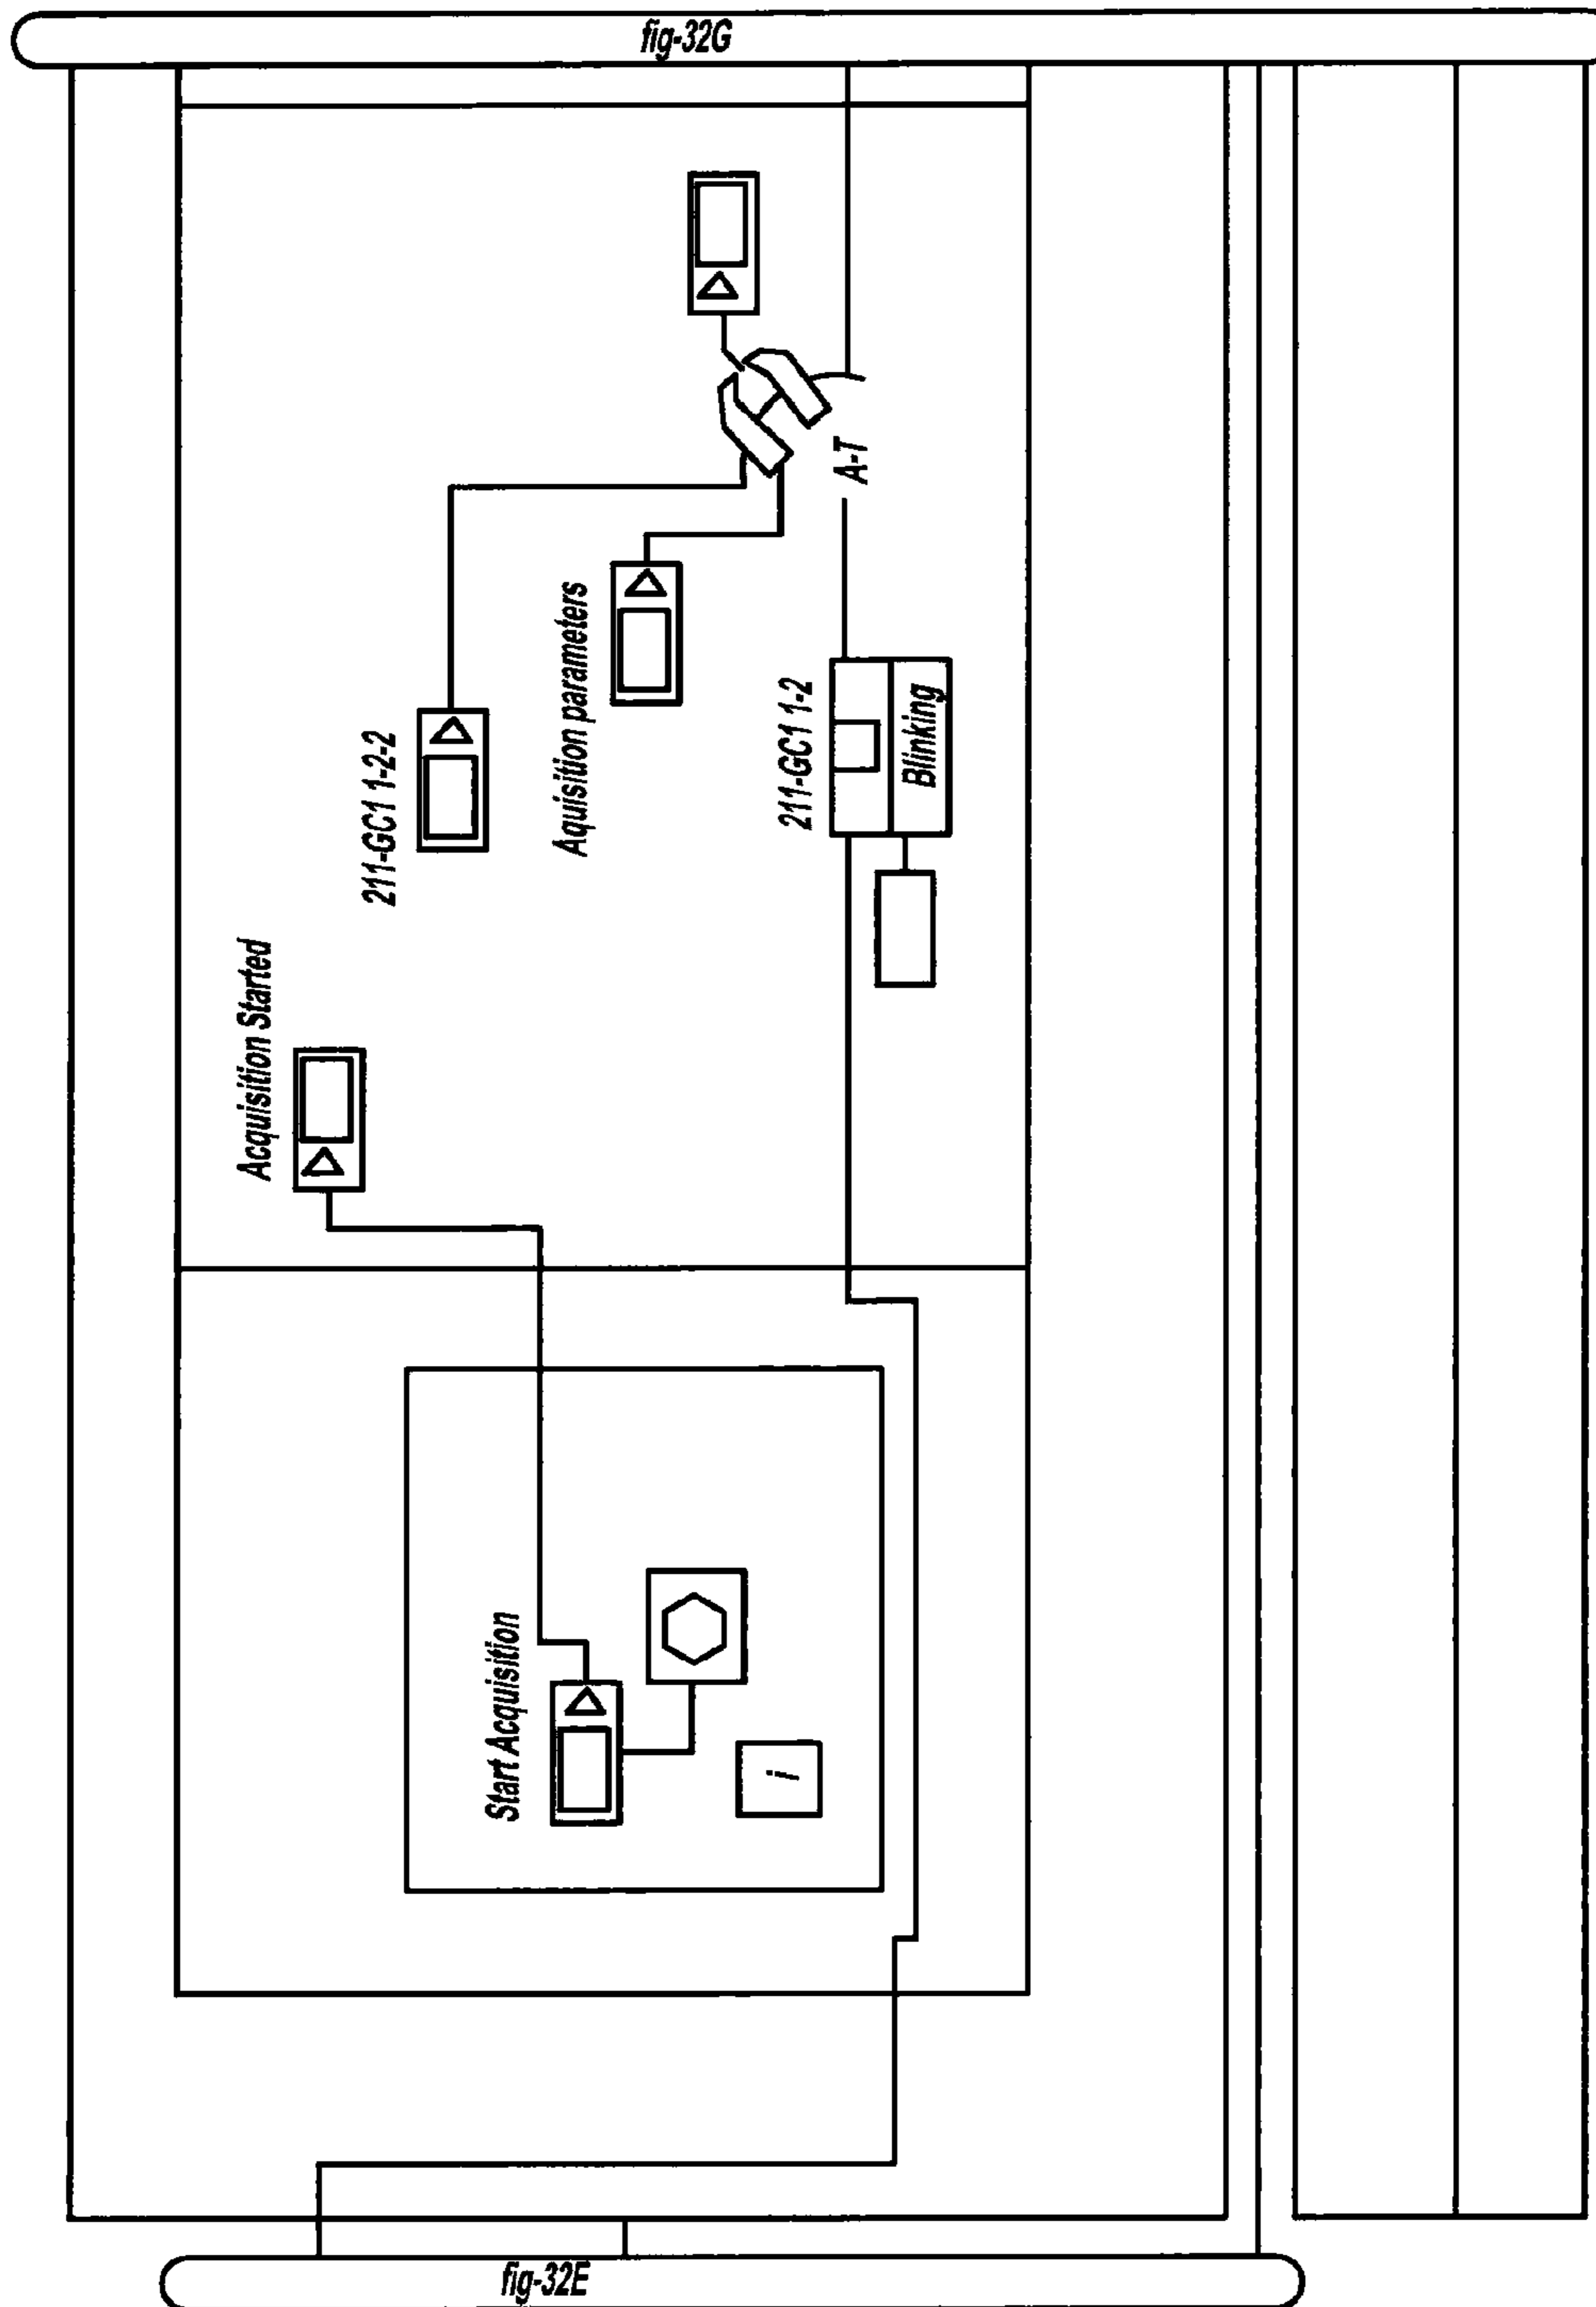 fig-32G
A-T
Aquisition parameters
211-GC1 1-2-2
211-GC1 1-2
Blinking
Acquisition Started
Start Acquisition
i
fig-32E